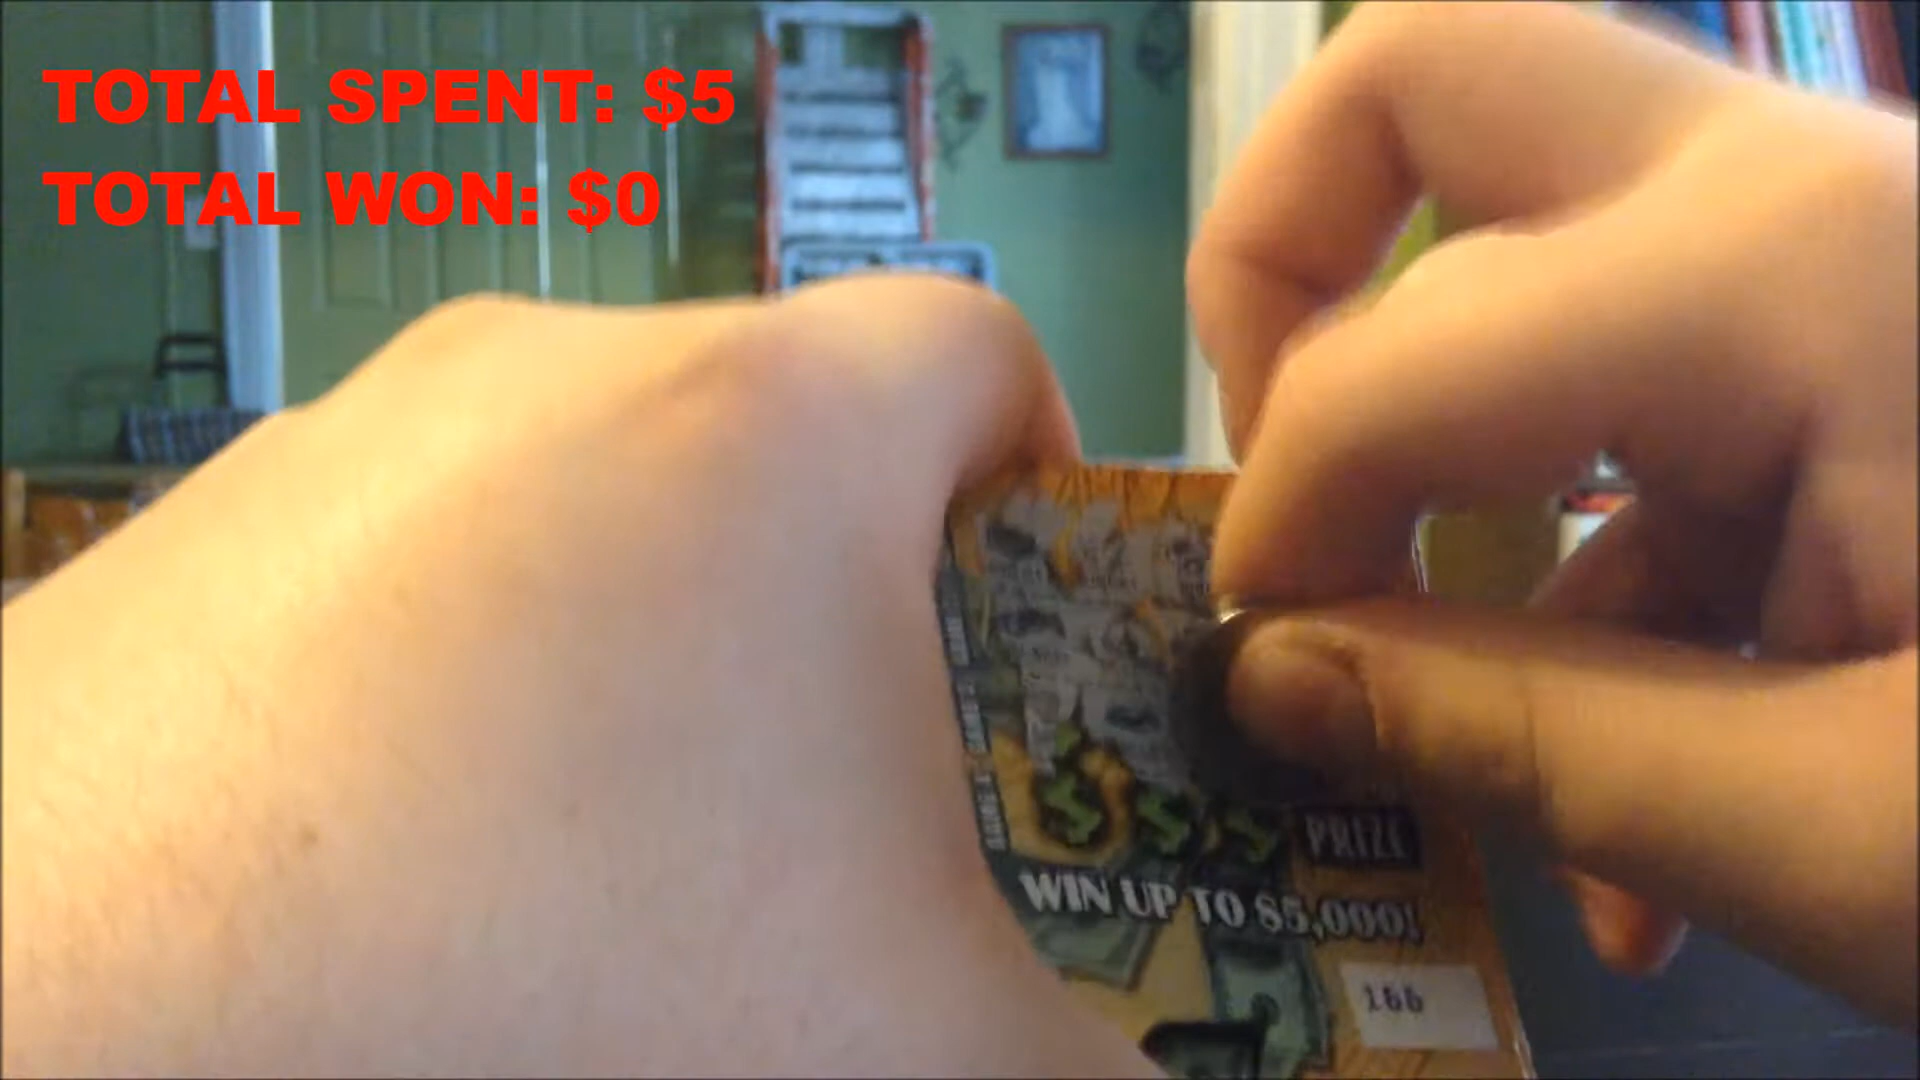 TOTAL SPENT: $5
TOTAL WON: $0
PRIZE
WIN UP TO $5,000!
166